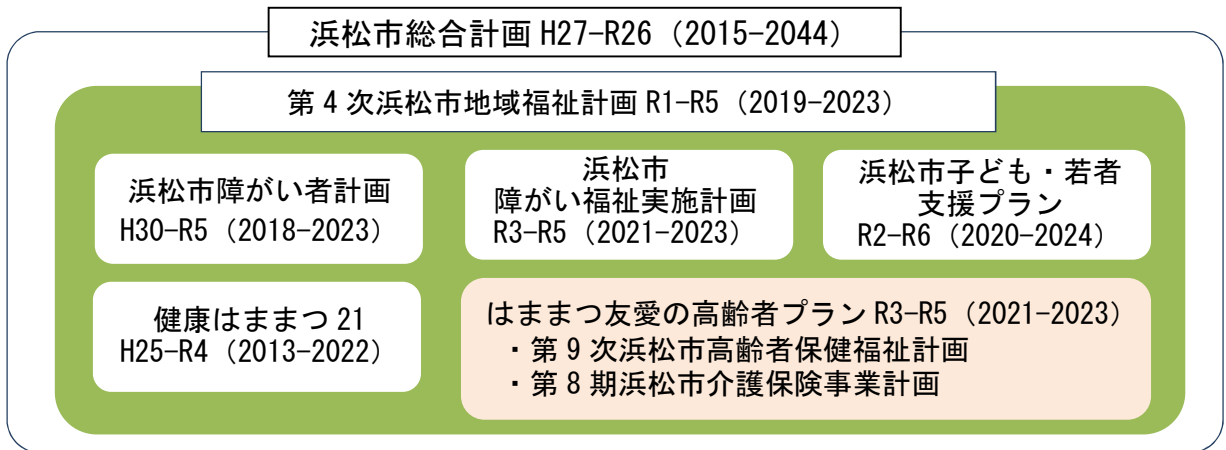 浜松市総合計画 H27-R26（2015-2044）
第4次浜松市地域福祉計画 R1-R5（2019-2023）
浜松市障がい者計画
H30-R5（2018-2023）
浜松市
障がい福祉実施計画
R3-R5（2021-2023）
浜松市子ども・若者
支援プラン
R2-R6（2020-2024）
健康はままつ21
H25-R4（2013-2022）
はままつ友愛の高齢者プラン R3-R5（2021-2023）
・第9次浜松市高齢者保健福祉計画
・第8期浜松市介護保険事業計画